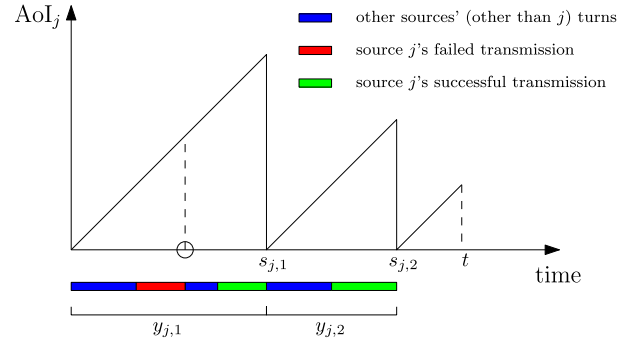 AoI_j
other sources' (other than j) turns
source j's failed transmission
source j's successful transmission
s_{j,1} s_{j,2} t
time
y_{j,1} y_{j,2}